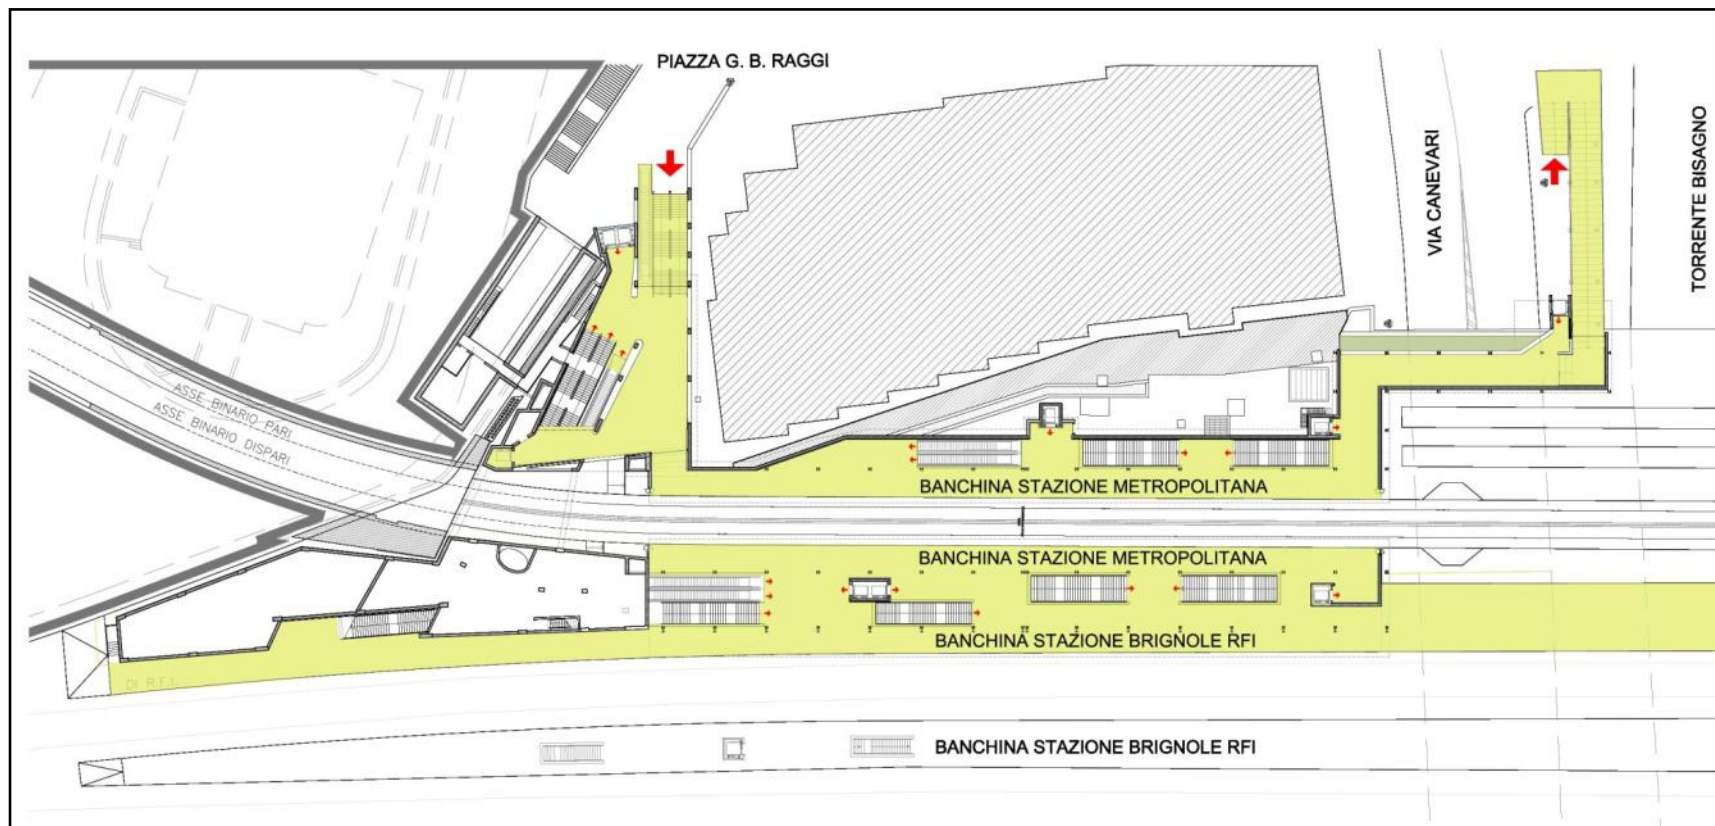 PIAZZA G. B. RAGGI
VIA CANEVARI
TORRENTE BISAGNO
ASSE BINARIO PARI
ASSE BINARIO DISPARI
BANCHINA STAZIONE METROPOLITANA
BANCHINA STAZIONE METROPOLITANA
BANCHINA STAZIONE BRIGNOLE RFI
DI R.F.I.
BANCHINA STAZIONE BRIGNOLE RFI